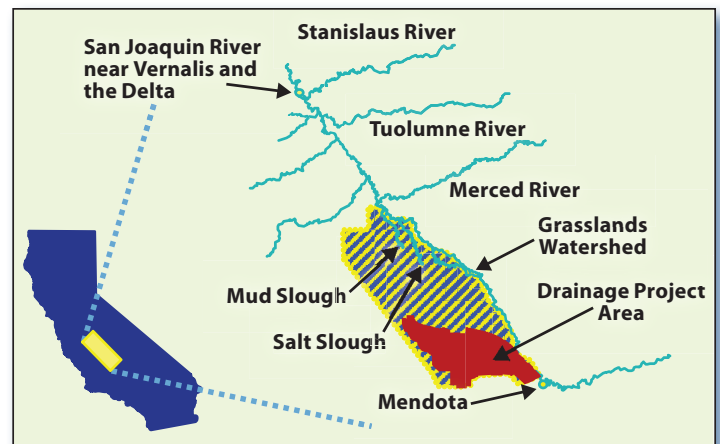 Stanislaus River
San Joaquin River
near Vernalis and
the Delta
Tuolumne River
Merced River
Grasslands
Watershed
Mud Slough
Drainage Project
Area
Salt Slough
Mendota